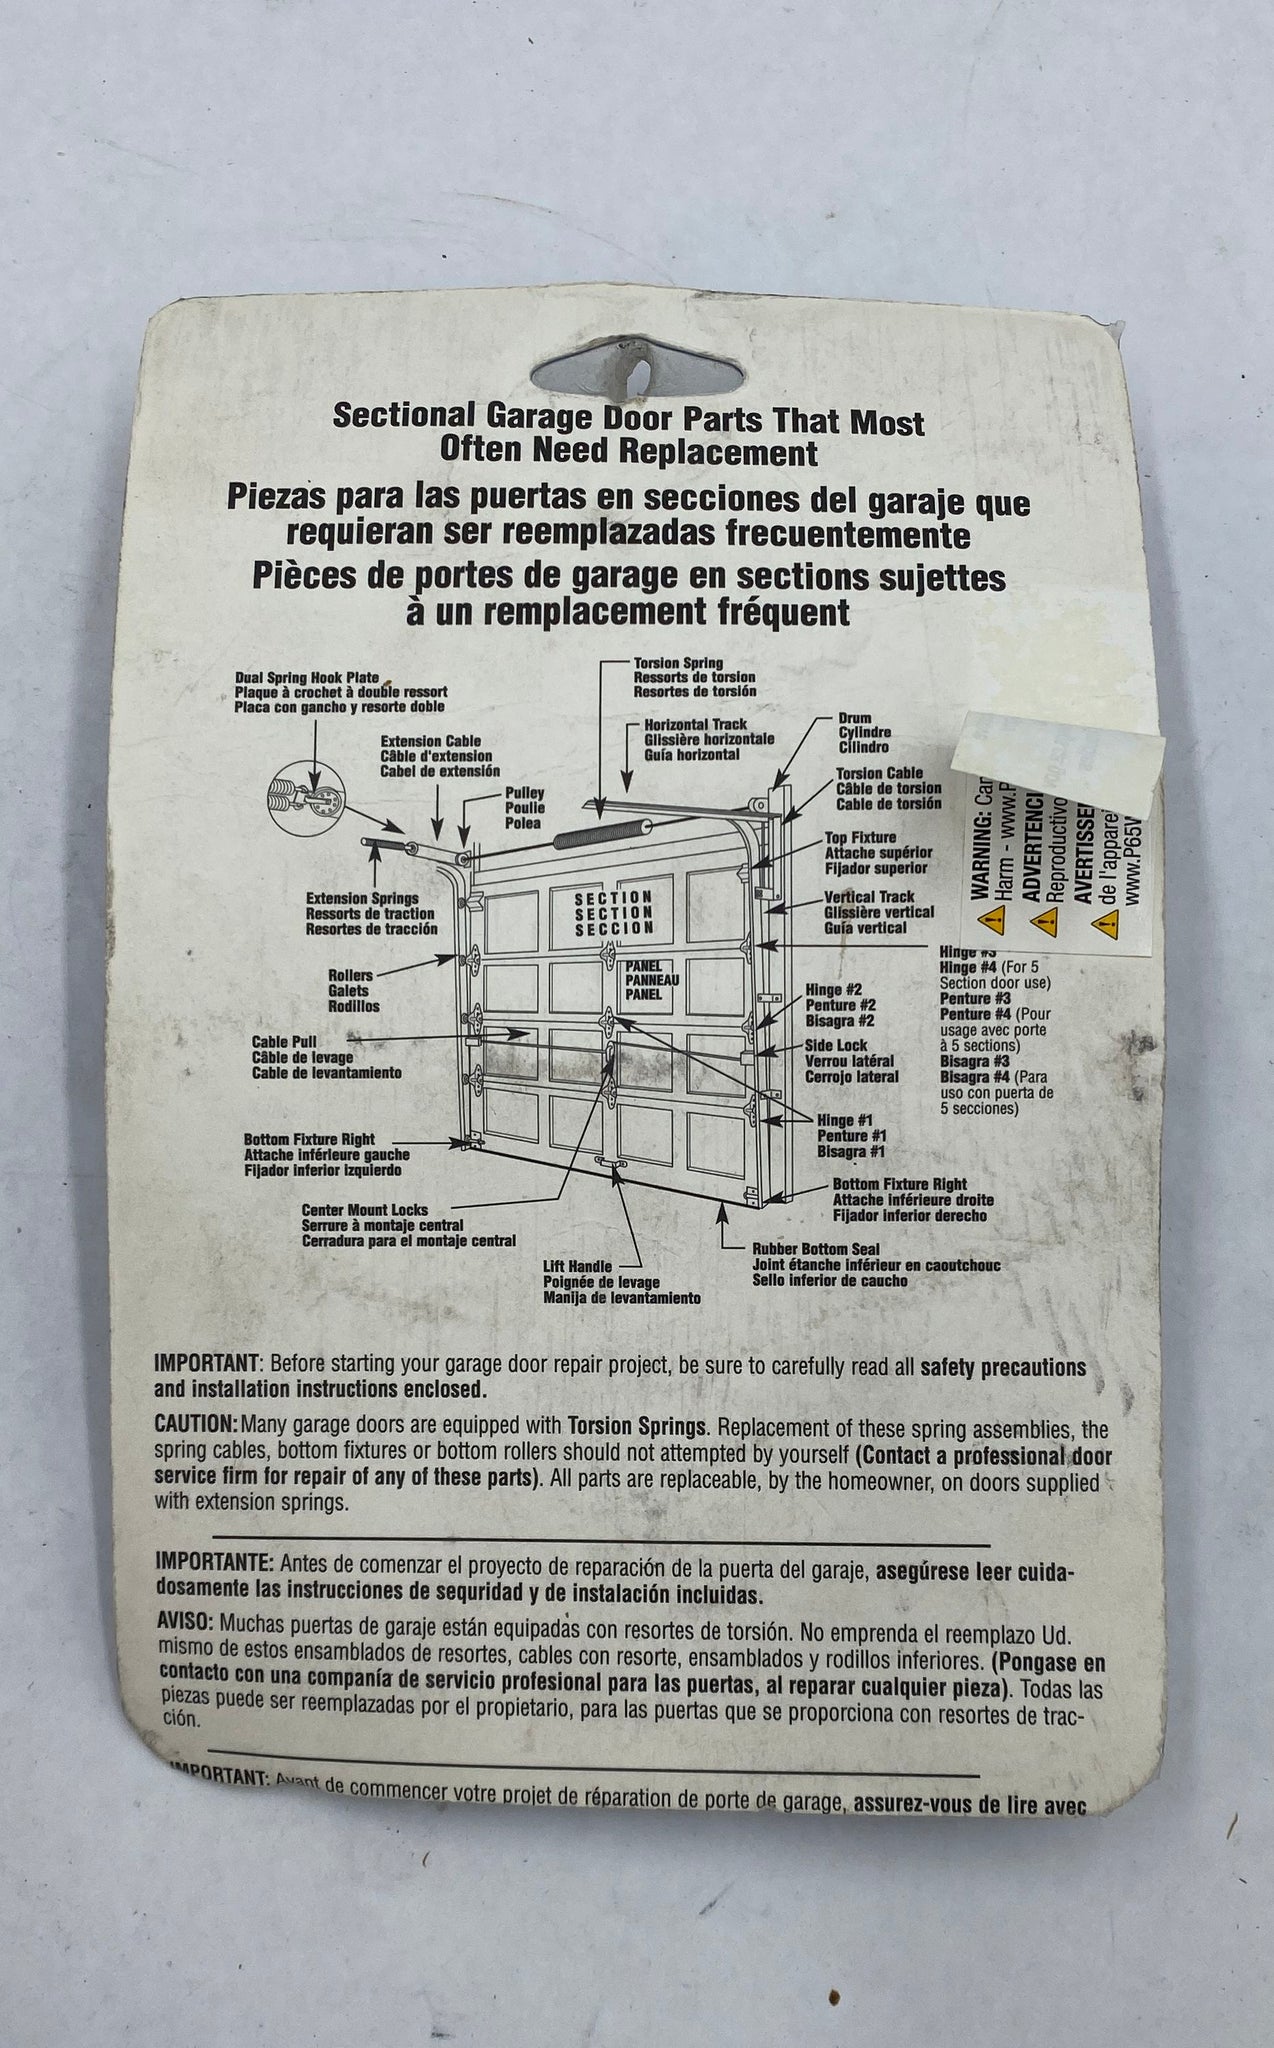 Sectional Garage Door Parts That Most
Often Need Replacement
Piezas para las puertas en secciones del garaje que
requieran ser reemplazadas frecuentemente
Pièces de portes de garage en sections sujettes
à un remplacement fréquent
Dual Spring Hook Plate
Plaque à crochet à double ressort
Placa con gancho y resorte doble
Torsion Spring
Ressorts de torsion
Resortes de torsión
Extension Cable
Câble d'extension
Cabel de extensión
Horizontal Track
Glissière horizontale
Guía horizontal
Drum
Cylindre
Cilindro
Pulley
Poulie
Polea
Torsion Cable
Câble de torsion
Cable de torsión
Top Fixture
Attache supérior
Fijador superior
Extension Springs
Ressorts de traction
Resortes de tracción
SECTION
SECTION
SECCION
Vertical Track
Glissière vertical
Guía vertical
WARNING: Can
Harm - www.P
ADVERTENCI
Reproductivo
AVERTISSE
de l'appare
www.P65W
Rollers
Galets
Rodillos
PANEL
PANNEAU
PANEL
Hinge #2
Penture #2
Bisagra #2
Hinge #3
Hinge #4 (For 5
Section door use)
Penture #3
Penture #4 (Pour
usage avec porte
à 5 sections)
Bisagra #3
Bisagra #4 (Para
uso con puerta de
5 secciones)
Cable Pull
Câble de levage
Cable de levantamiento
Side Lock
Verrou latéral
Cerrojo lateral
Hinge #1
Penture #1
Bisagra #1
Bottom Fixture Right
Attache inférieure gauche
Fijador inferior izquierdo
Bottom Fixture Right
Attache inférieure droite
Fijador inferior derecho
Center Mount Locks
Serrure à montaje central
Cerradura para el montaje central
Lift Handle
Poignée de levage
Manija de levantamiento
Rubber Bottom Seal
Joint étanche inférieur en caoutchouc
Sello inferior de caucho
IMPORTANT: Before starting your garage door repair project, be sure to carefully read all safety precautions
and installation instructions enclosed.
CAUTION: Many garage doors are equipped with Torsion Springs. Replacement of these spring assemblies, the
spring cables, bottom fixtures or bottom rollers should not attempted by yourself (Contact a professional door
service firm for repair of any of these parts). All parts are replaceable, by the homeowner, on doors supplied
with extension springs.
IMPORTANTE: Antes de comenzar el proyecto de reparación de la puerta del garaje, asegúrese leer cuida-
dosamente las instrucciones de sequridad y de instalación incluidas.
AVISO: Muchas puertas de garaje están equipadas con resortes de torsión. No emprenda el reemplazo Ud.
mismo de estos ensamblados de resortes, cables con resorte, ensamblados y rodillos inferiores. (Pongase en
contacto con una companía de servicio profesional para las puertas, al reparar cualquier pieza). Todas las
piezas puede ser reemplazadas por el propietario, para las puertas que se proporciona con resortes de trac-
ción.
IMPORTANT: Avant de commencer votre projet de réparation de porte de garage, assurez-vous de lire avec